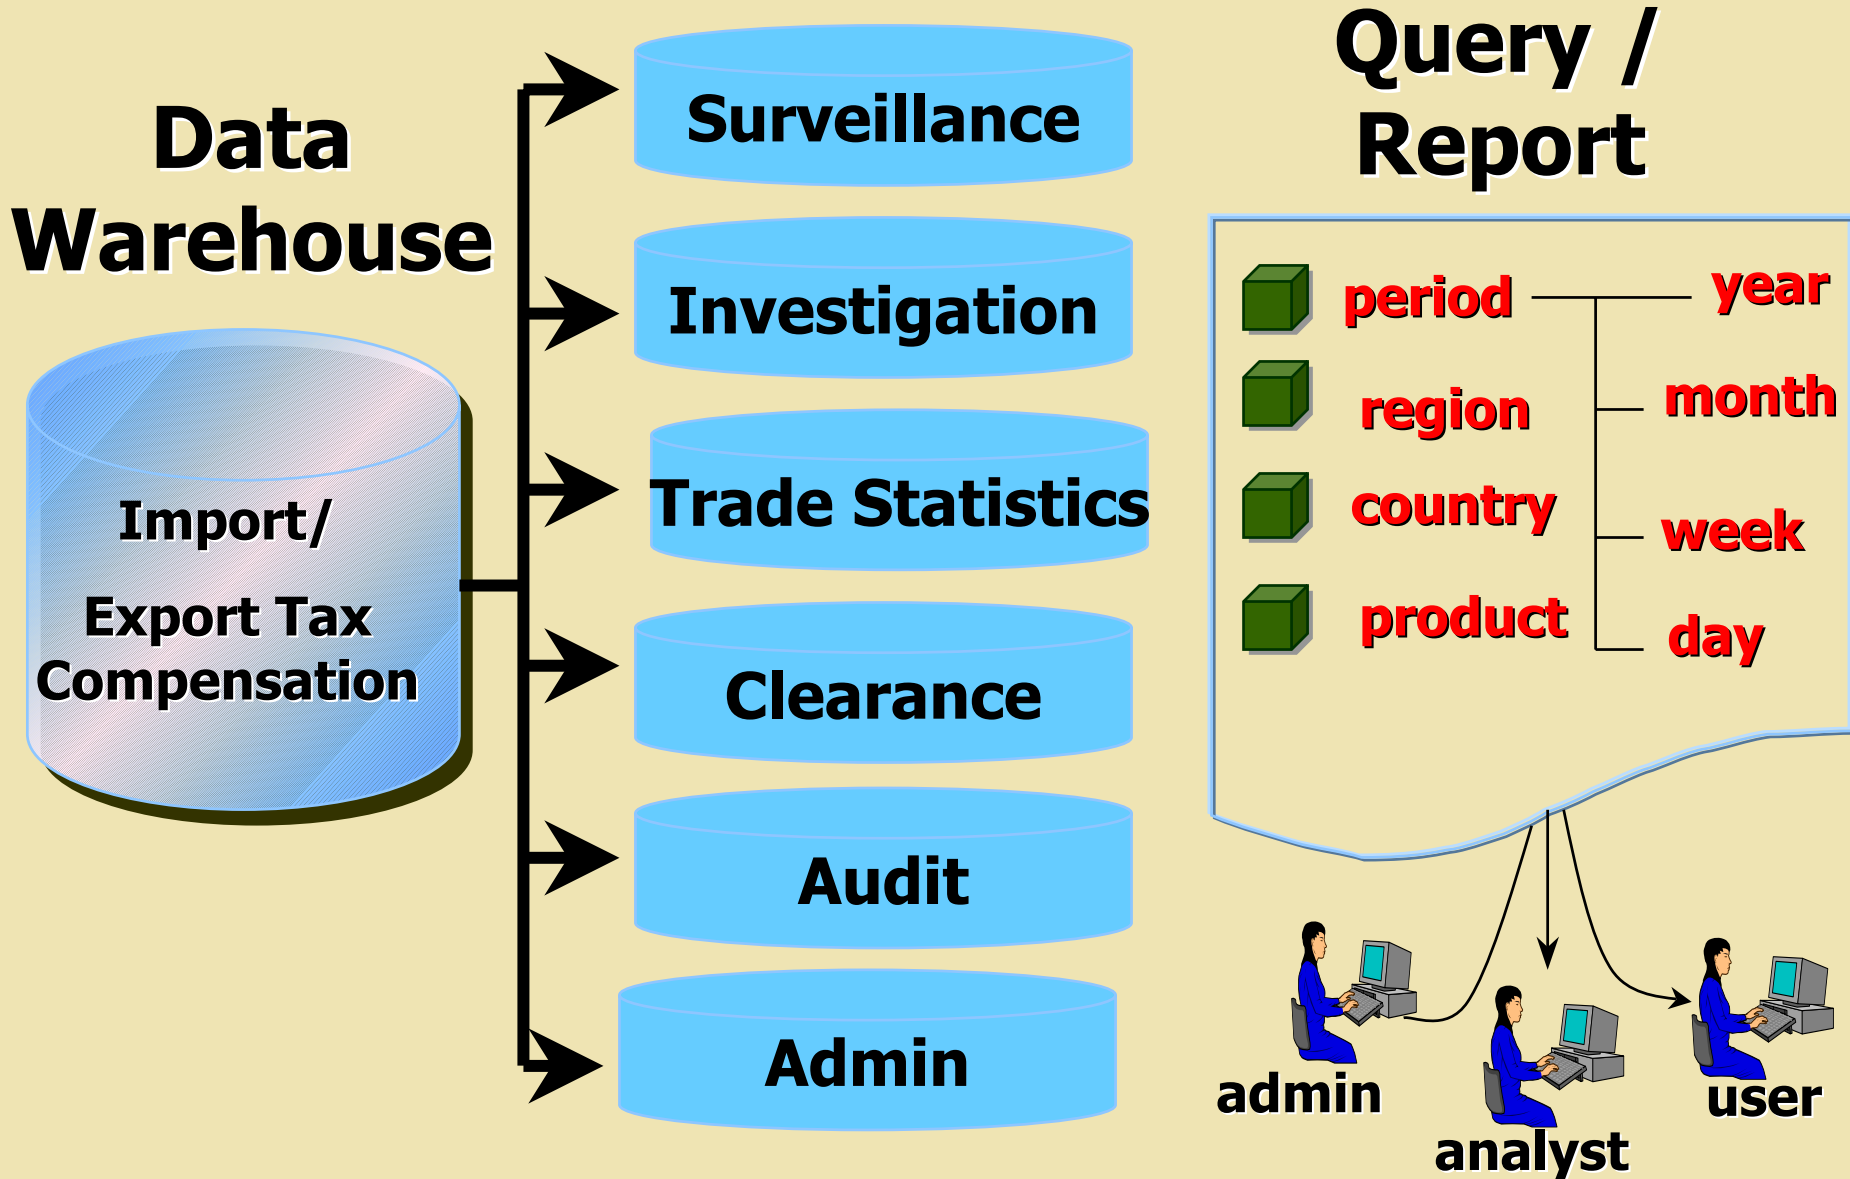 Data
Warehouse
Import/
Export Tax
Compensation
Surveillance
Investigation
Trade Statistics
Clearance
Audit
Admin
Query /
Report
period
year
region
month
country
week
product
day
admin
analyst
user